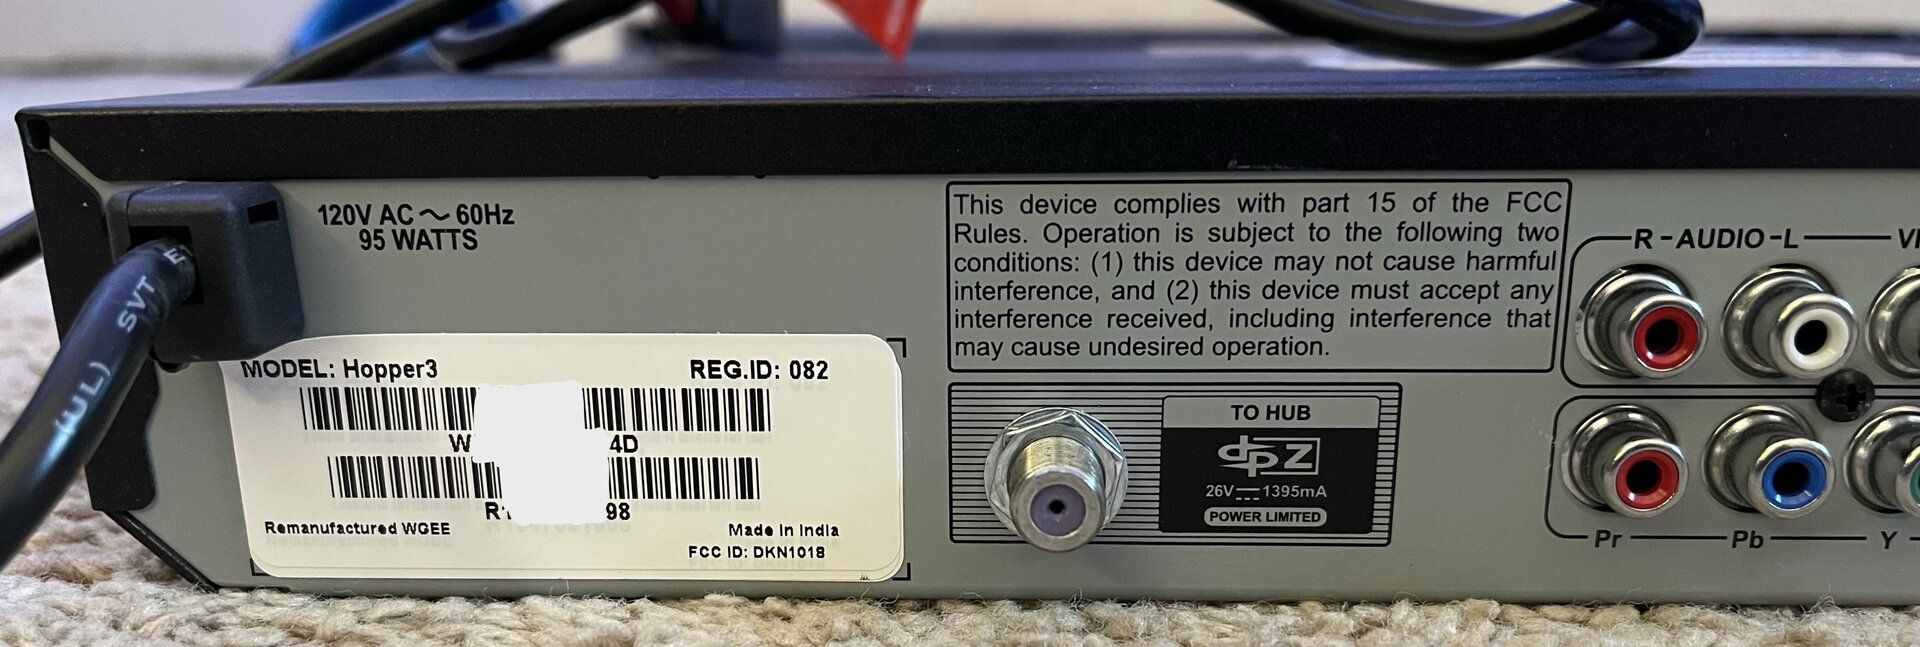 120V AC ~ 60Hz
95 WATTS
SVT
(UL)
MODEL: Hopper3
REG.ID: 082
4D
98
Remanufactured WGEE
Made in India
FCC ID: DKN1018
This device complies with part 15 of the FCC
Rules. Operation is subject to the following two
conditions: (1) this device may not cause harmful
interference, and (2) this device must accept any
interference received, including interference that
may cause undesired operation.
TO HUB
dpz
26V 1395mA
POWER LIMITED
R - AUDIO - L
Pr
Pb
Y